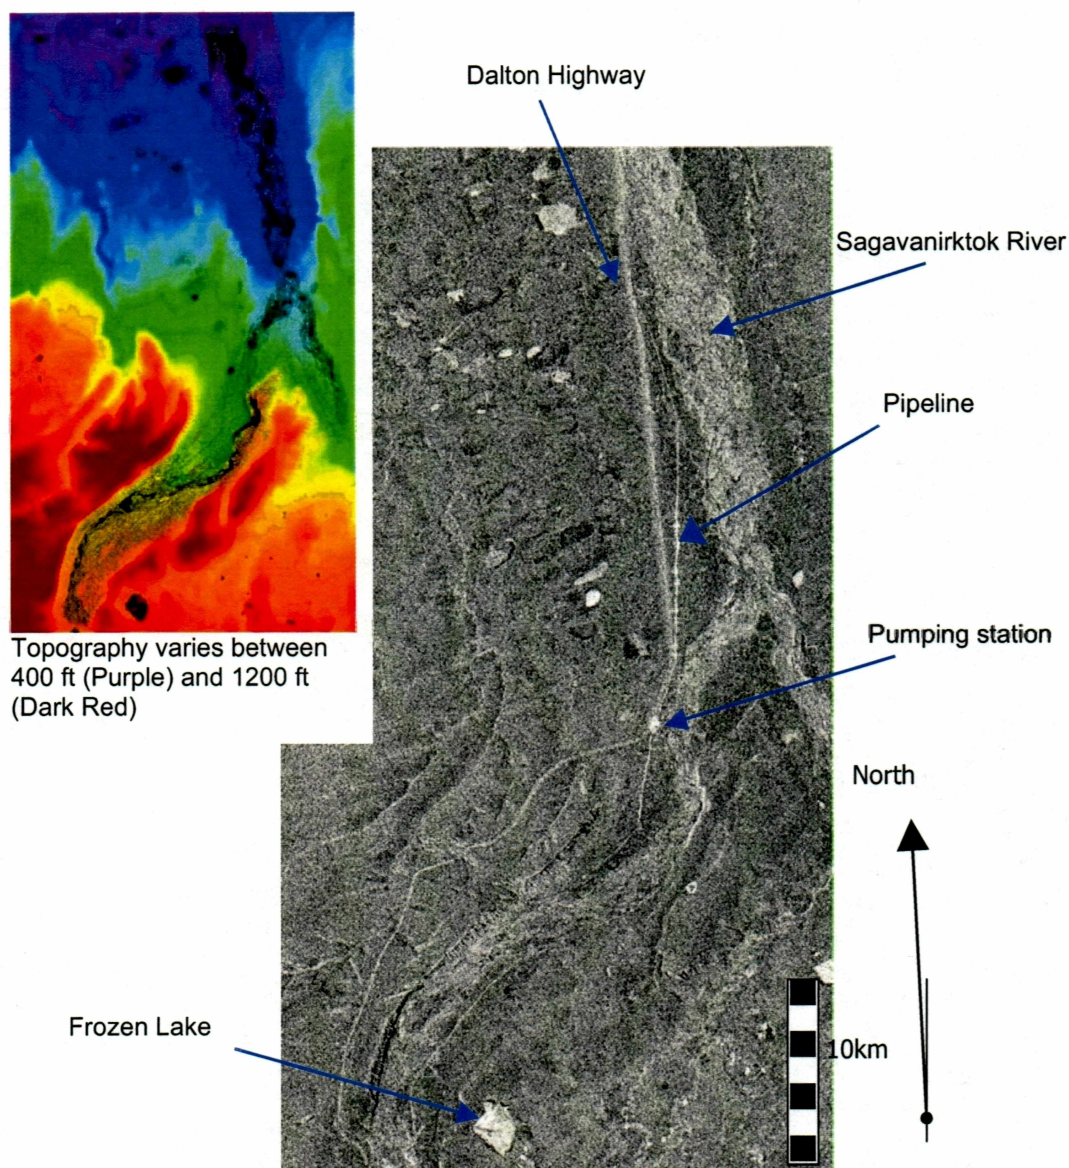 Dalton Highway
Sagavanirktok River
Pipeline
Pumping station
Topography varies between
400 ft (Purple) and 1200 ft
(Dark Red)
North
10km
Frozen Lake